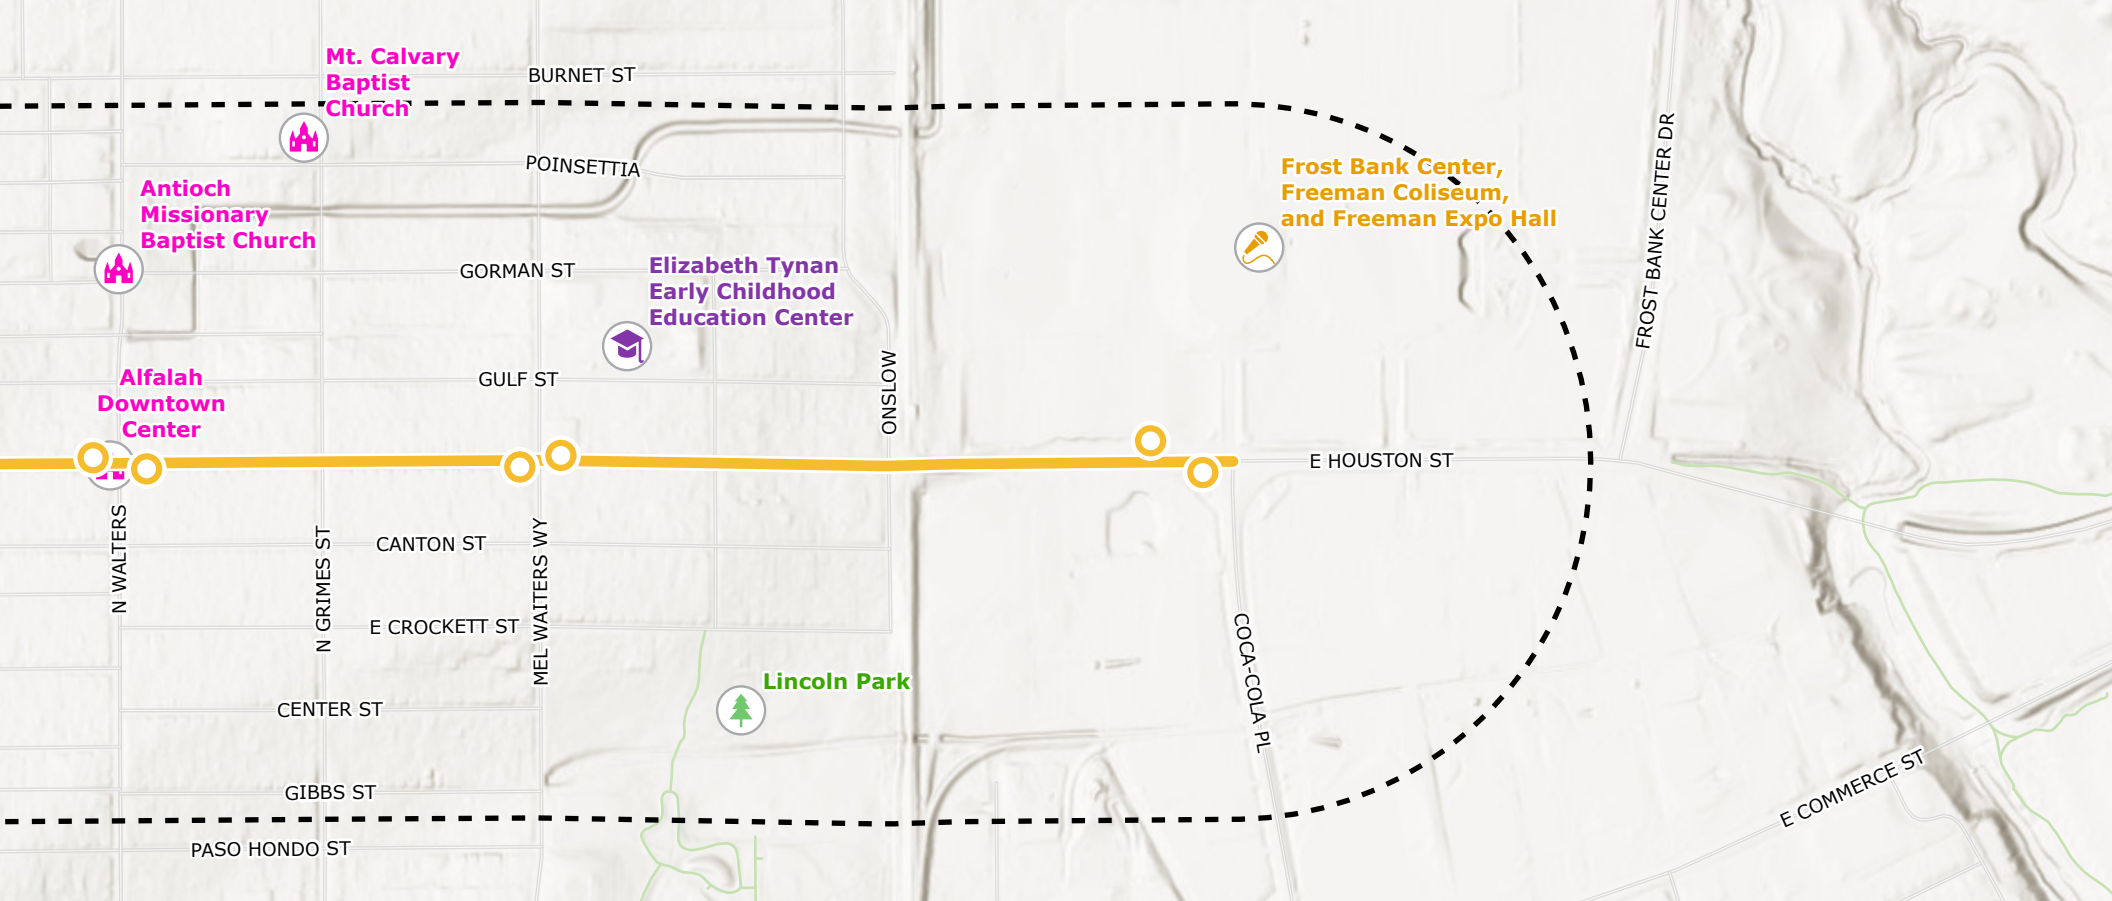 Mt. Calvary
Baptist
Church
BURNET ST
POINSETTIA
Antioch
Missionary
Baptist Church
Frost Bank Center,
Freeman Coliseum,
and Freeman Expo Hall
FROST BANK CENTER DR
GORMAN ST
Elizabeth Tynan
Early Childhood
Education Center
Alfalah
Downtown
Center
GULF ST
ONSLOW
E HOUSTON ST
N WALTERS
N GRIMES ST
CANTON ST
MEL WAITERS WY
E CROCKETT ST
COCA-COLA PL
Lincoln Park
CENTER ST
GIBBS ST
E COMMERCE ST
PASO HONDO ST